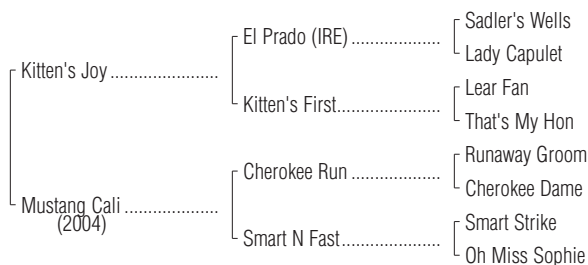 Sadler's Wells
El Prado (IRE) ....................
Lady Capulet
Kitten's Joy ........................
Lear Fan
Kitten's First.......................
That's My Hon
Runaway Groom
Cherokee Run ....................
Cherokee Dame
Mustang Cali .....................
(2004)
Smart Strike
Smart N Fast......................
Oh Miss Sophie